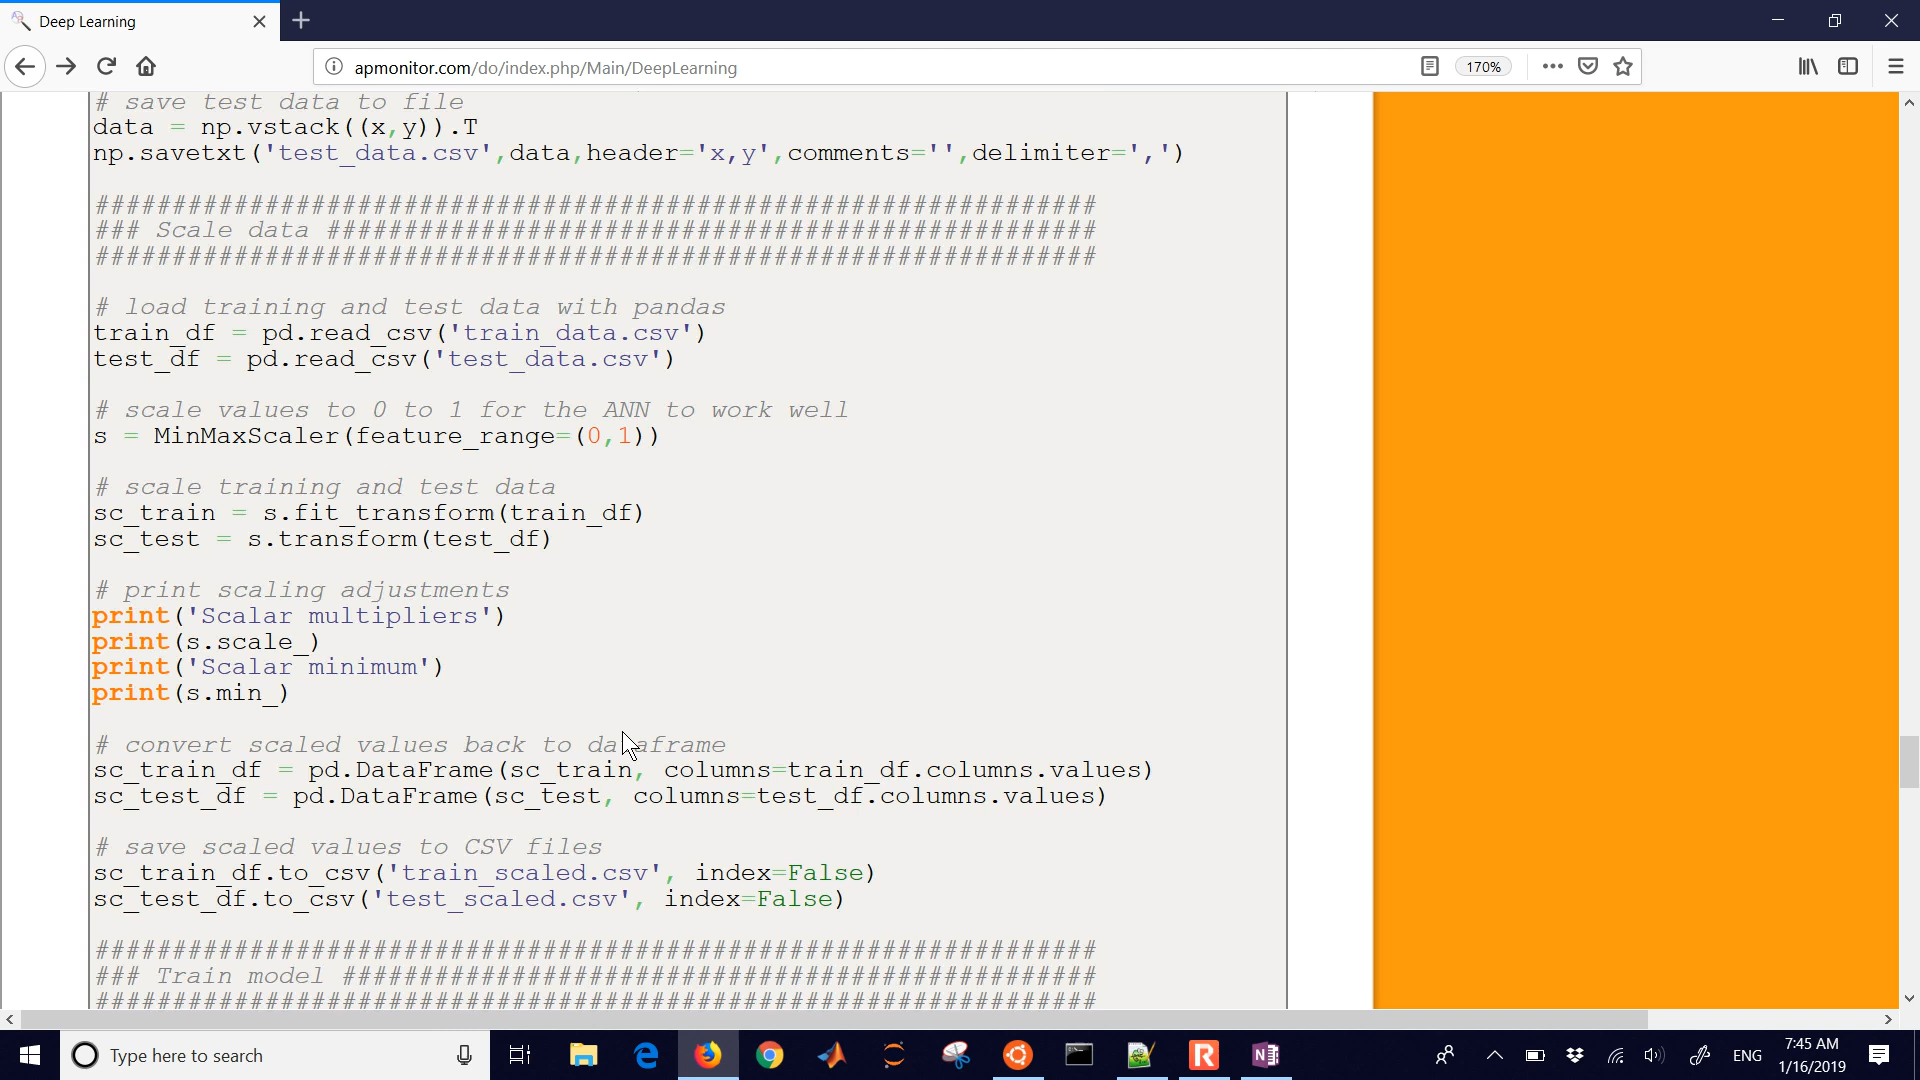 Deep Learning
apmonitor.com/do/index.php/Main/DeepLearning
170%
# save test data to file
data = np.vstack((x,y)).T
np.savetxt('test_data.csv',data,header='x,y',comments='',delimiter=',')
#################################################################
### Scale data ##################################################
#################################################################
# load training and test data with pandas
train_df = pd.read_csv('train_data.csv')
test_df = pd.read_csv('test_data.csv')
# scale values to 0 to 1 for the ANN to work well
s = MinMaxScaler(feature_range=(0,1))
# scale training and test data
sc_train = s.fit_transform(train_df)
sc_test = s.transform(test_df)
# print scaling adjustments
print('Scalar multipliers')
print(s.scale_)
print('Scalar minimum')
print(s.min_)
# convert scaled values back to dataframe
sc_train_df = pd.DataFrame(sc_train, columns=train_df.columns.values)
sc_test_df = pd.DataFrame(sc_test, columns=test_df.columns.values)
# save scaled values to CSV files
sc_train_df.to_csv('train_scaled.csv', index=False)
sc_test_df.to_csv('test_scaled.csv', index=False)
#################################################################
### Train model #################################################
#################################################################
Type here to search
ENG
7:45 AM
1/16/2019